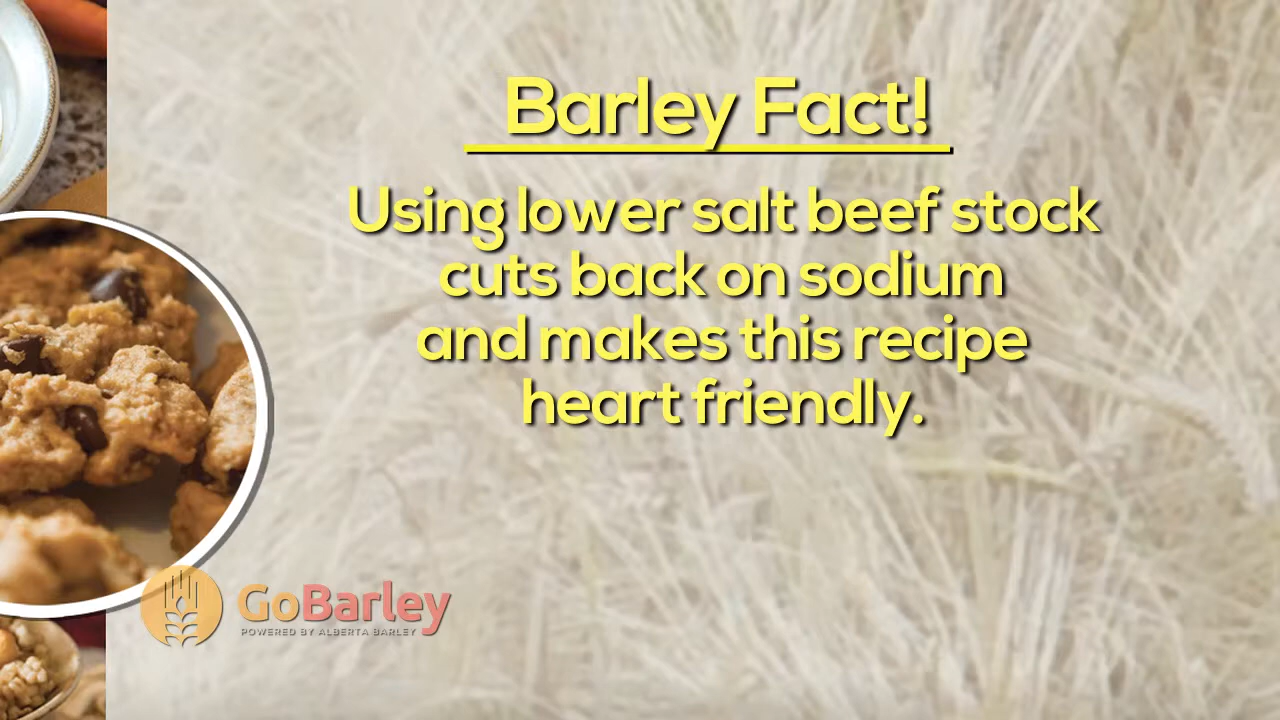 Barley Fact!
Using lower salt beef stock
cuts back on sodium
and makes this recipe
heart friendly.
GoBarley
POWERED BY ALBERTA BARLEY